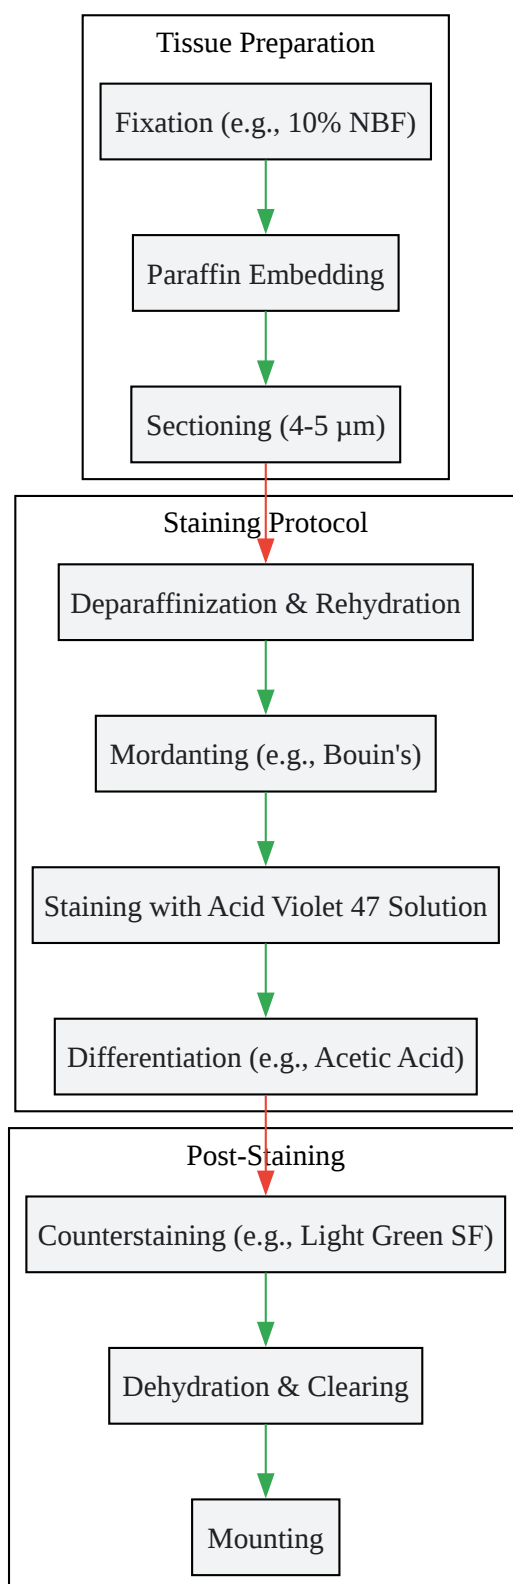 Tissue Preparation
Fixation (e.g., 10% NBF)
Paraffin Embedding
Sectioning (4-5 µm)
Staining Protocol
Deparaffinization & Rehydration
Mordanting (e.g., Bouin's)
Staining with Acid Violet 47 Solution
Differentiation (e.g., Acetic Acid)
Post-Staining
Counterstaining (e.g., Light Green SF)
Dehydration & Clearing
Mounting